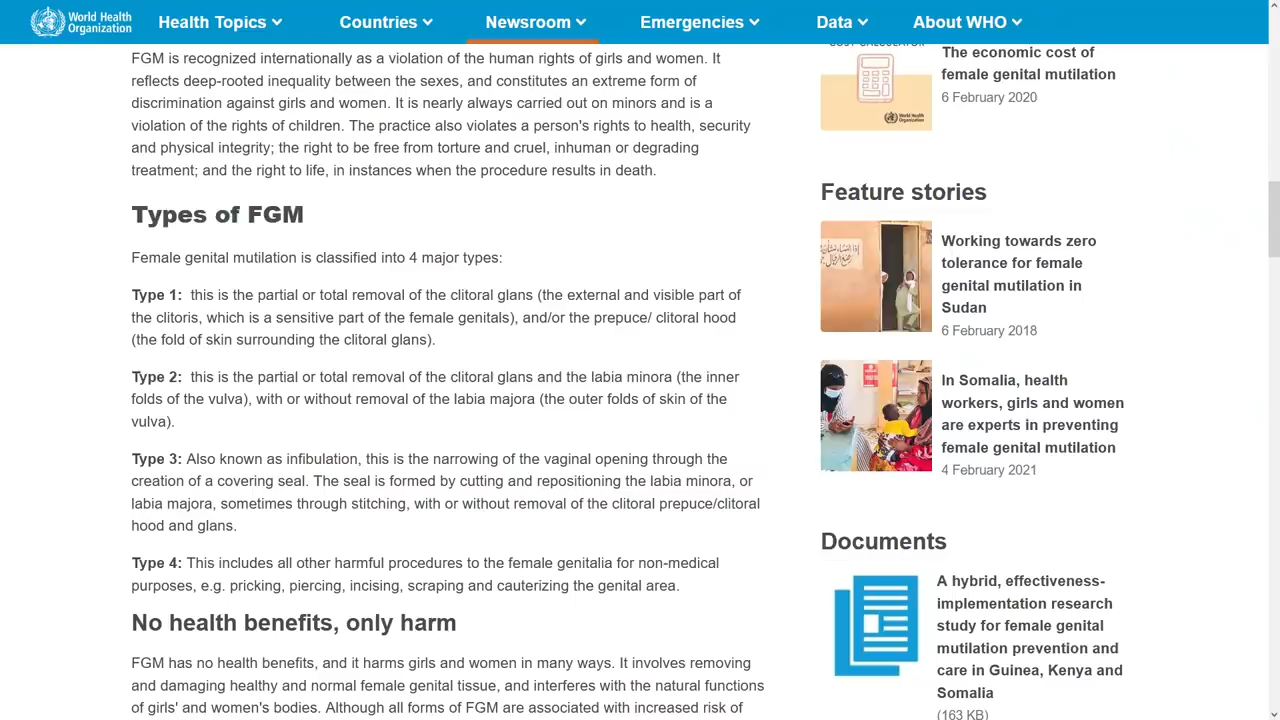 World Health
Organization
Health Topics
Countries
Newsroom
Emergencies
Data
About WHO
FGM is recognized internationally as a violation of the human rights of girls and women. It
reflects deep-rooted inequality between the sexes, and constitutes an extreme form of
discrimination against girls and women. It is nearly always carried out on minors and is a
violation of the rights of children. The practice also violates a person's rights to health, security
and physical integrity; the right to be free from torture and cruel, inhuman or degrading
treatment; and the right to life, in instances when the procedure results in death.
Types of FGM
Female genital mutilation is classified into 4 major types:
Type 1:  this is the partial or total removal of the clitoral glans (the external and visible part of
the clitoris, which is a sensitive part of the female genitals), and/or the prepuce/ clitoral hood
(the fold of skin surrounding the clitoral glans).
Type 2:  this is the partial or total removal of the clitoral glans and the labia minora (the inner
folds of the vulva), with or without removal of the labia majora (the outer folds of skin of the
vulva).
Type 3: Also known as infibulation, this is the narrowing of the vaginal opening through the
creation of a covering seal. The seal is formed by cutting and repositioning the labia minora, or
labia majora, sometimes through stitching, with or without removal of the clitoral prepuce/clitoral
hood and glans.
Type 4: This includes all other harmful procedures to the female genitalia for non-medical
purposes, e.g. pricking, piercing, incising, scraping and cauterizing the genital area.
No health benefits, only harm
FGM has no health benefits, and it harms girls and women in many ways. It involves removing
and damaging healthy and normal female genital tissue, and interferes with the natural functions
of girls' and women's bodies. Although all forms of FGM are associated with increased risk of
COST CALCULATOR
World Health
Organization
The economic cost of
female genital mutilation
6 February 2020
Feature stories
Working towards zero
tolerance for female
genital mutilation in
Sudan
6 February 2018
In Somalia, health
workers, girls and women
are experts in preventing
female genital mutilation
4 February 2021
Documents
A hybrid, effectiveness-
implementation research
study for female genital
mutilation prevention and
care in Guinea, Kenya and
Somalia
(163 KB)